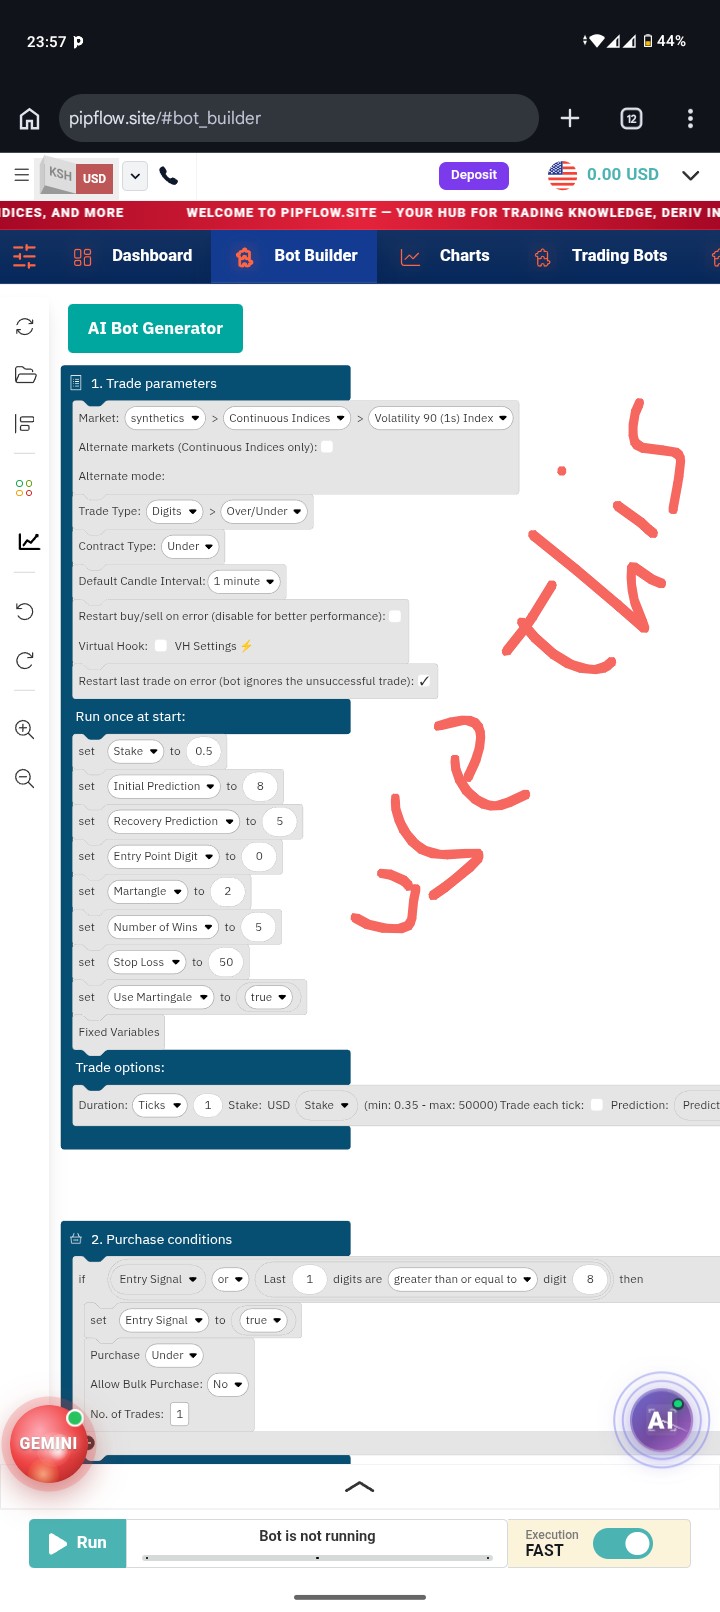 23:57
44%
pipflow.site/#bot_builder
12
KSH USD
Deposit
0.00 USD
DICES, AND MORE WELCOME TO PIPFLOW.SITE — YOUR HUB FOR TRADING KNOWLEDGE, DERIV IN
Dashboard Bot Builder Charts Trading Bots
AI Bot Generator
1. Trade parameters
Market: synthetics > Continuous Indices > Volatility 90 (1s) Index
Alternate markets (Continuous Indices only):
Alternate mode:
Trade Type: Digits > Over/Under
Contract Type: Under
Default Candle Interval: 1 minute
Restart buy/sell on error (disable for better performance):
Virtual Hook: VH Settings ⚡
Restart last trade on error (bot ignores the unsuccessful trade): ✓
Run once at start:
set Stake to 0.5
set Initial Prediction to 8
set Recovery Prediction to 5
set Entry Point Digit to 0
set Martangle to 2
set Number of Wins to 5
set Stop Loss to 50
set Use Martingale to true
Fixed Variables
Trade options:
Duration: Ticks 1 Stake: USD Stake (min: 0.35 - max: 50000) Trade each tick: Prediction: Predict
2. Purchase conditions
if Entry Signal or Last 1 digits are greater than or equal to digit 8 then
set Entry Signal to true
Purchase Under
Allow Bulk Purchase: No
No. of Trades: 1
GEMINI
AI
Run
Bot is not running
Execution
FAST
This